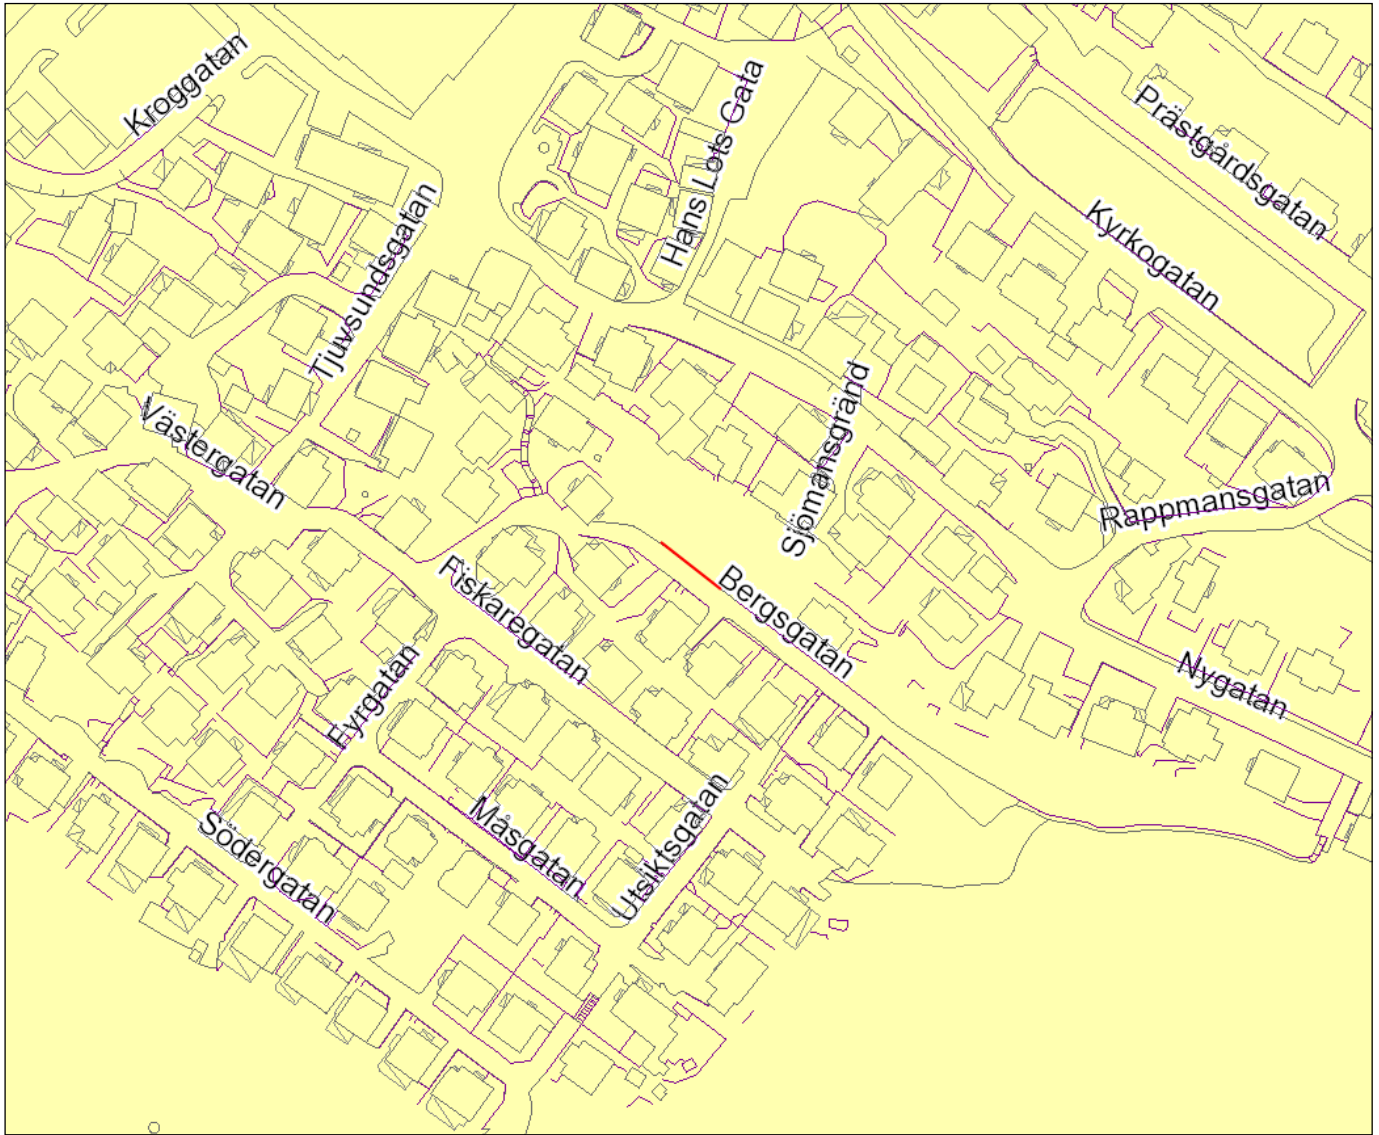 Kroggatan
Hans Lots Gata
Prästgårdsgatan
Kyrkogatan
Tjuvsundsgatan
Västergatan
Sjömansgränd
Rappmansgatan
Fiskaregatan
Bergsgatan
Fyrgatan
Nygatan
Södergatan
Måsgatan
Utsiktsgatan